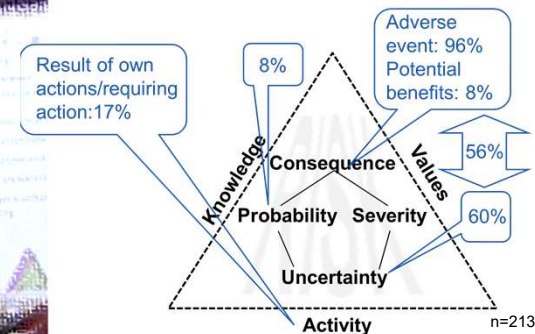 Result of own
actions/requiring
action:17%
8%
Adverse
event: 96%
Potential
benefits: 8%
56%
60%
Knowledge
Values
Consequence
Probability
Severity
Uncertainty
Activity
n=213
RISK